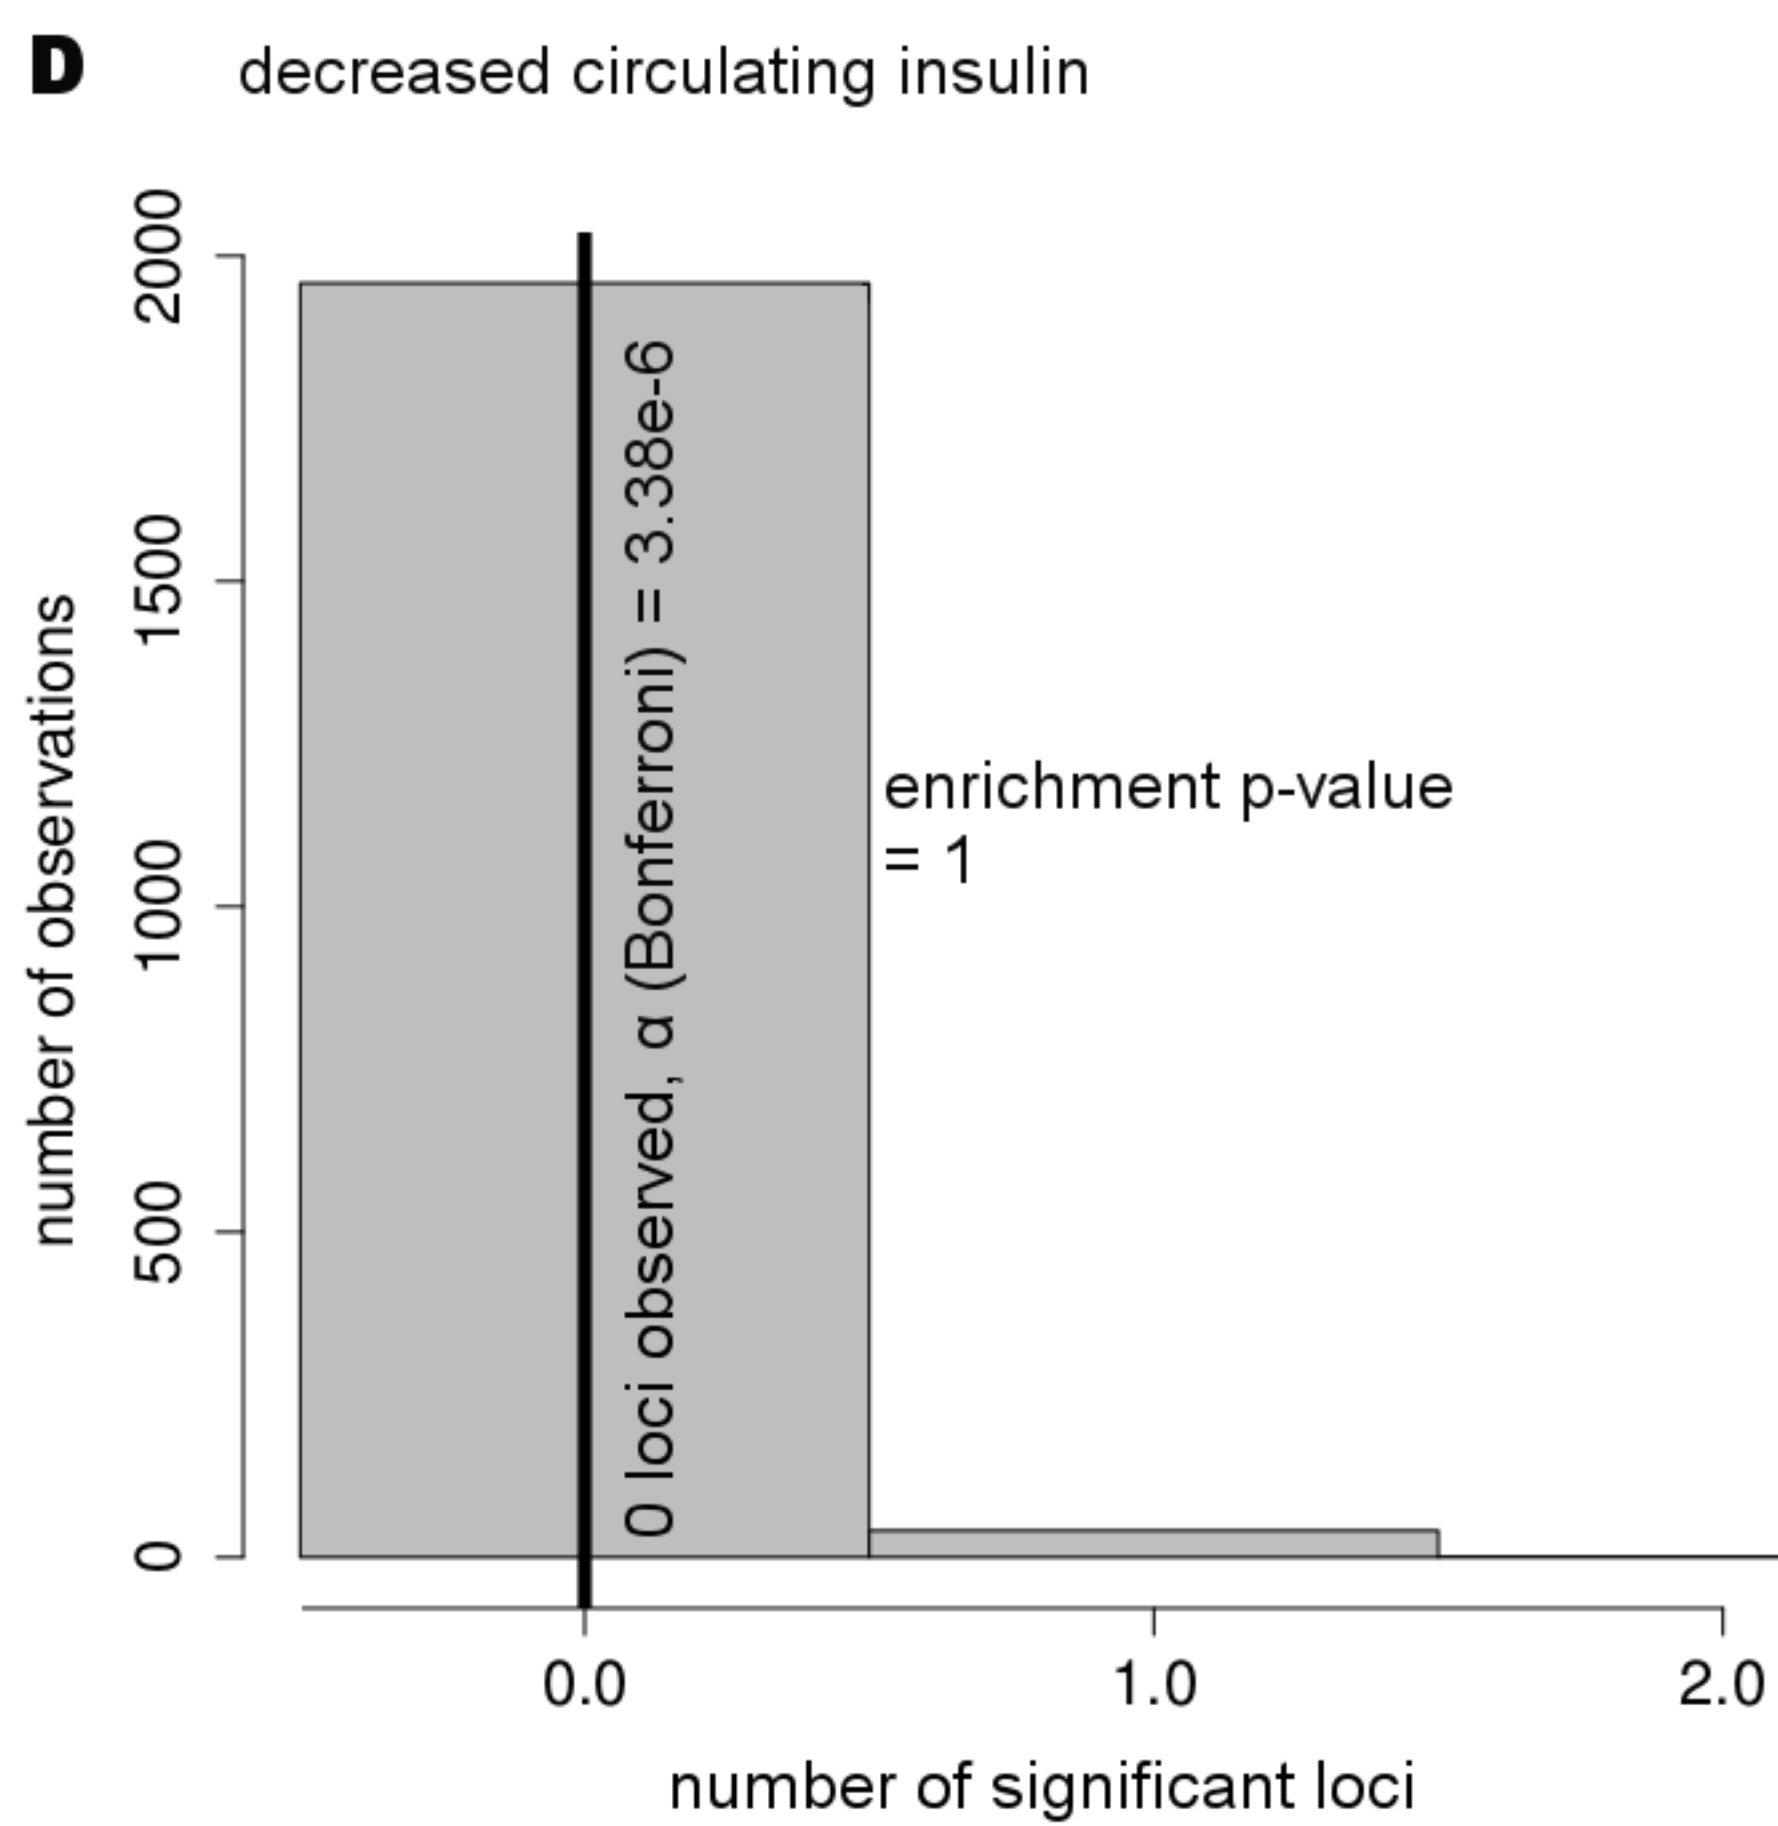 D
decreased circulating insulin
number of observations
2000
1500
1000
500
0
0 loci observed, α (Bonferroni) = 3.38e-6
enrichment p-value
= 1
0.0
1.0
2.0
number of significant loci